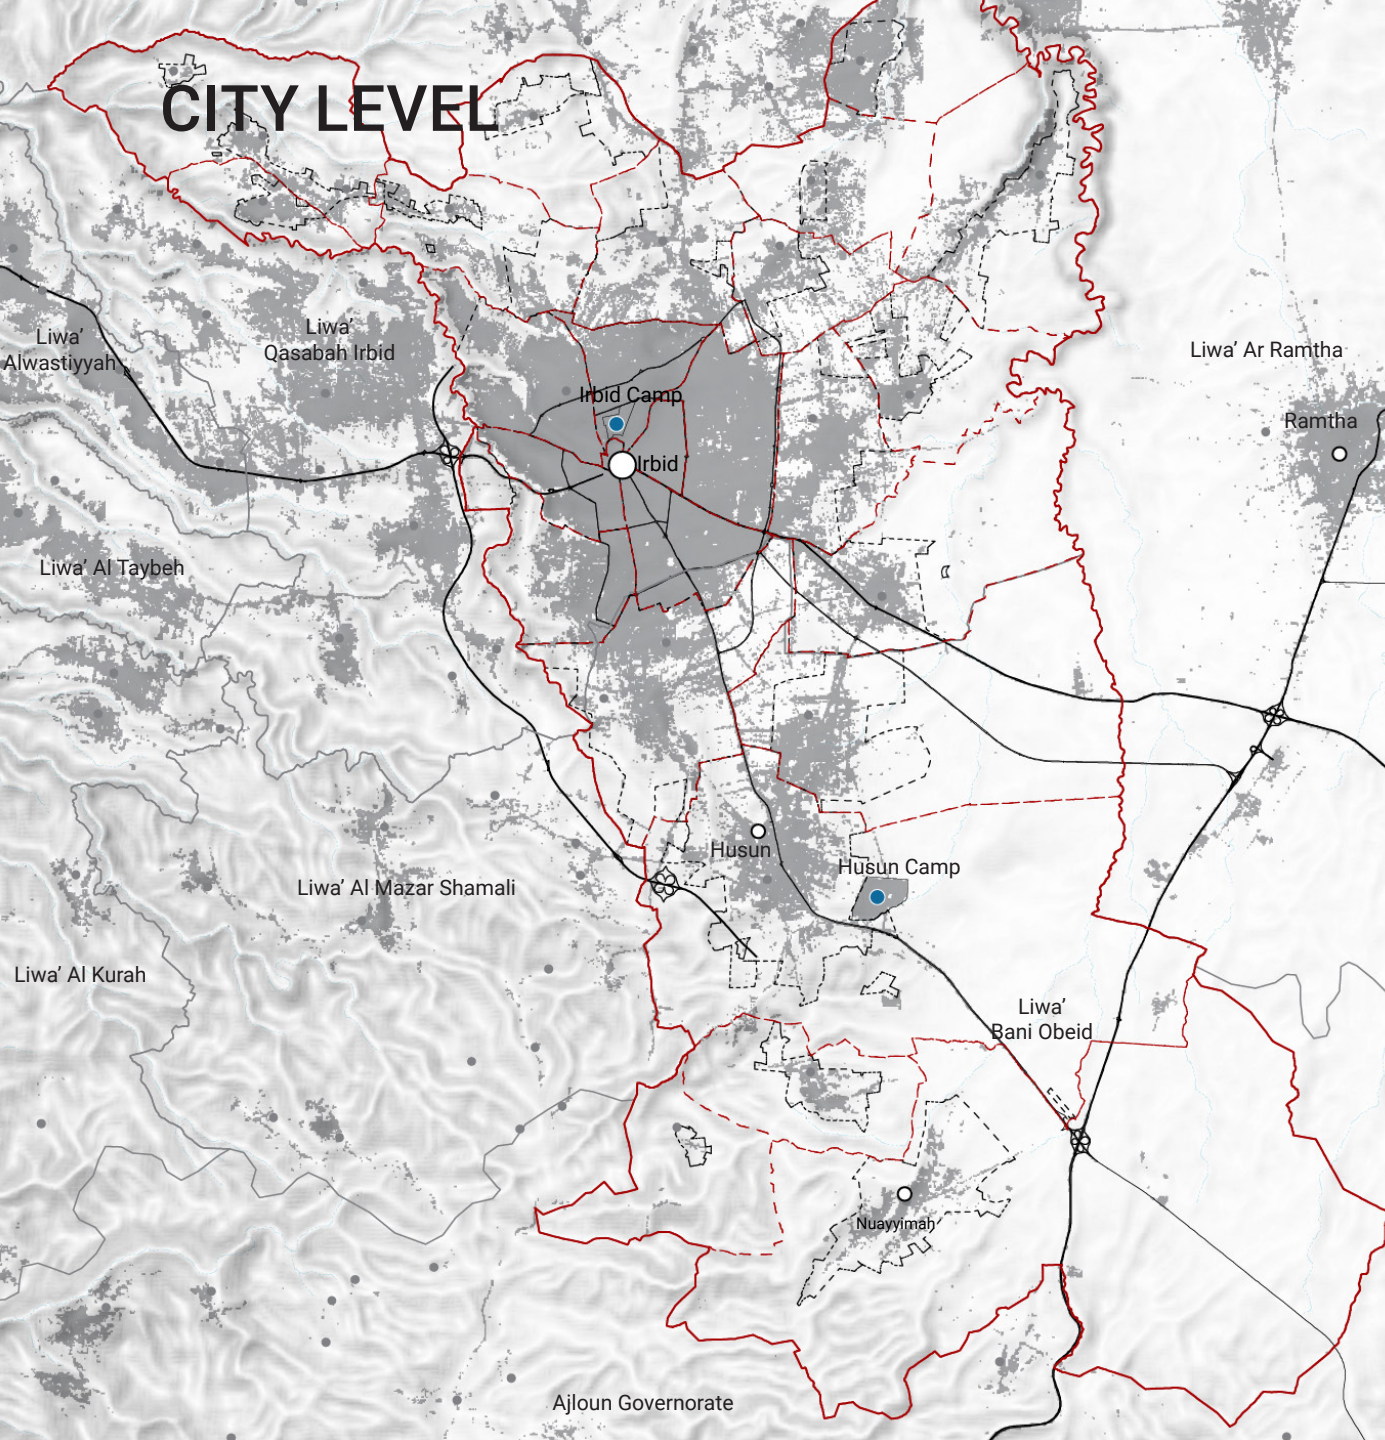 CITY LEVEL
Liwa’
Alwastiyyah
Liwa’
Qasabah Irbid
Liwa’ Ar Ramtha
Irbid Camp
Ramtha
Irbid
Liwa’ Al Taybeh
Husun
Husun Camp
Liwa’ Al Mazar Shamali
Liwa’ Al Kurah
Liwa’
Bani Obeid
Nuayyimah
Ajloun Governorate